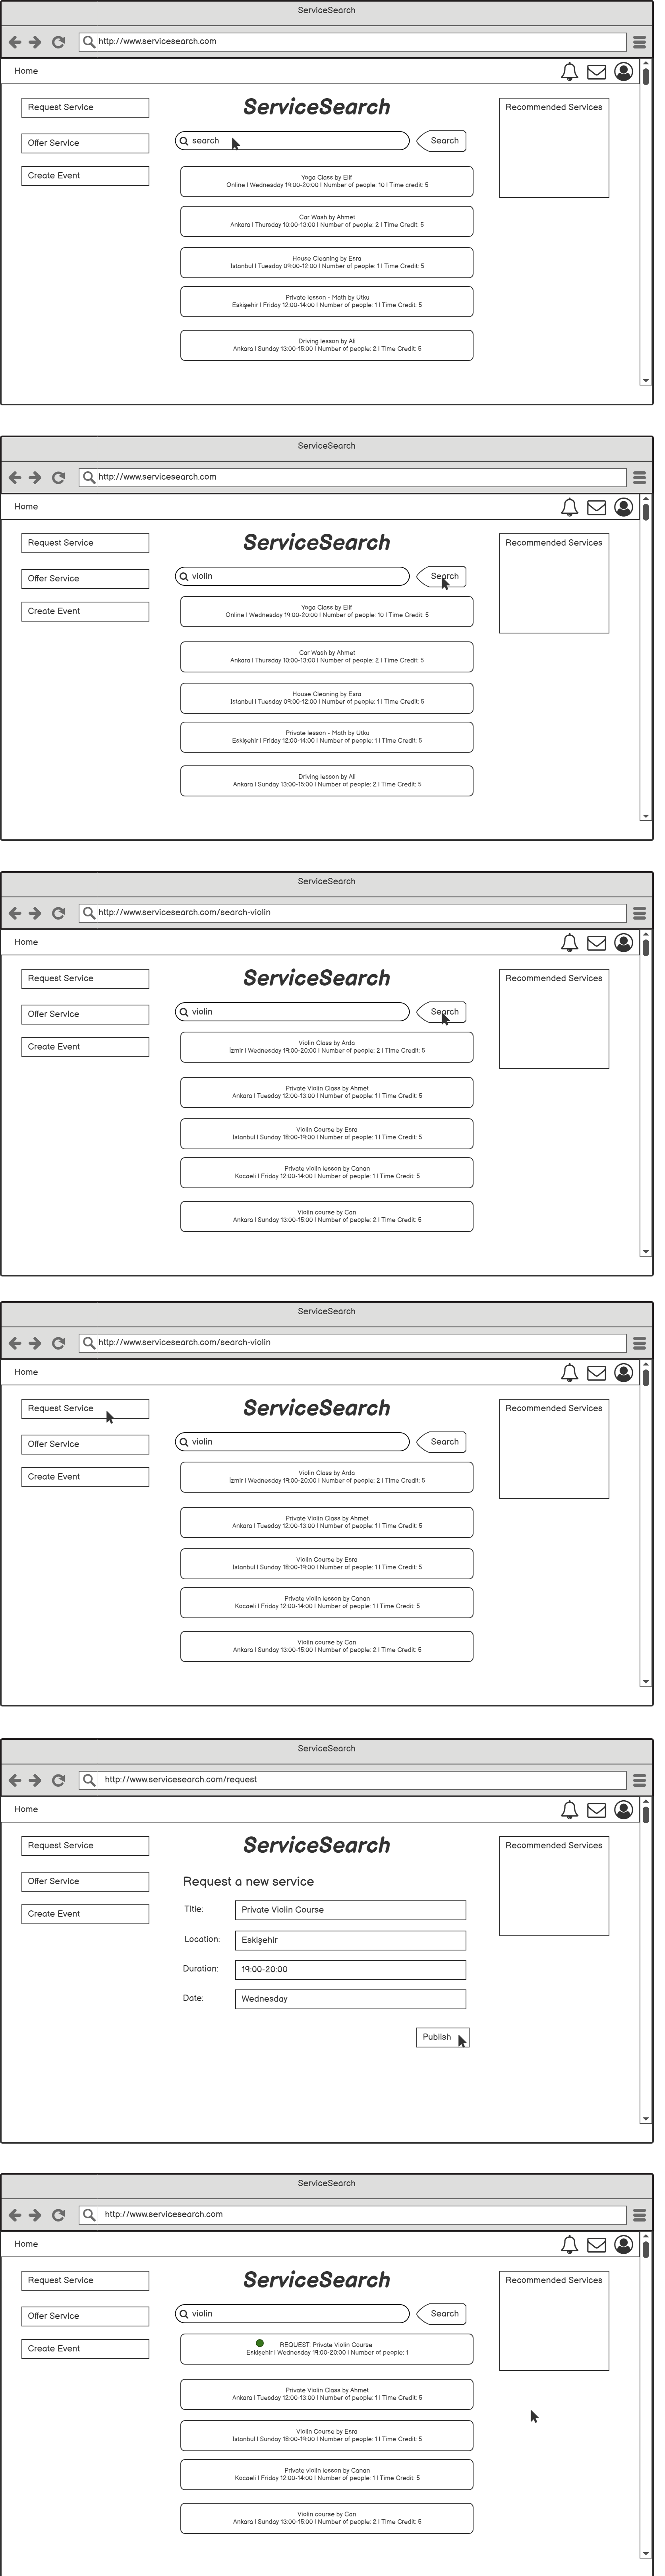 ServiceSearch
http://www.servicesearch.com
Home
Request Service
Offer Service
Create Event
ServiceSearch
search
Search
Recommended Services
Yoga Class by Elif
Online | Wednesday 19:00-20:00 | Number of people: 10 | Time credit: 5
Car Wash by Ahmet
Ankara | Thursday 10:00-13:00 | Number of people: 2 | Time Credit: 5
House Cleaning by Esra
Istanbul | Tuesday 09:00-12:00 | Number of people: 1 | Time Credit: 5
Private lesson - Math by Utku
Eskişehir | Friday 12:00-14:00 | Number of people: 1 | Time Credit: 5
Driving lesson by Ali
Ankara | Sunday 13:00-15:00 | Number of people: 2 | Time Credit: 5
ServiceSearch
http://www.servicesearch.com
Home
Request Service
Offer Service
Create Event
ServiceSearch
violin
Search
Recommended Services
Yoga Class by Elif
Online | Wednesday 19:00-20:00 | Number of people: 10 | Time Credit: 5
Car Wash by Ahmet
Ankara | Thursday 10:00-13:00 | Number of people: 2 | Time Credit: 5
House Cleaning by Esra
Istanbul | Tuesday 09:00-12:00 | Number of people: 1 | Time Credit: 5
Private lesson - Math by Utku
Eskişehir | Friday 12:00-14:00 | Number of people: 1 | Time Credit: 5
Driving lesson by Ali
Ankara | Sunday 13:00-15:00 | Number of people: 2 | Time Credit: 5
ServiceSearch
http://www.servicesearch.com/search-violin
Home
Request Service
Offer Service
Create Event
ServiceSearch
violin
Search
Recommended Services
Violin Class by Arda
İzmir | Wednesday 19:00-20:00 | Number of people: 2 | Time Credit: 5
Private Violin Class by Ahmet
Ankara | Tuesday 12:00-13:00 | Number of people: 1 | Time Credit: 5
Violin Course by Esra
Istanbul | Sunday 18:00-19:00 | Number of people: 1 | Time Credit: 5
Private violin lesson by Canan
Kocaeli | Friday 12:00-14:00 | Number of people: 1 | Time Credit: 5
Violin course by Can
Ankara | Sunday 13:00-15:00 | Number of people: 2 | Time Credit: 5
ServiceSearch
http://www.servicesearch.com/search-violin
Home
Request Service
Offer Service
Create Event
ServiceSearch
violin
Search
Recommended Services
Violin Class by Arda
İzmir | Wednesday 19:00-20:00 | Number of people: 2 | Time Credit: 5
Private Violin Class by Ahmet
Ankara | Tuesday 12:00-13:00 | Number of people: 1 | Time Credit: 5
Violin Course by Esra
Istanbul | Sunday 18:00-19:00 | Number of people: 1 | Time Credit: 5
Private violin lesson by Canan
Kocaeli | Friday 12:00-14:00 | Number of people: 1 | Time Credit: 5
Violin course by Can
Ankara | Sunday 13:00-15:00 | Number of people: 2 | Time Credit: 5
ServiceSearch
http://www.servicesearch.com/request
Home
Request Service
Offer Service
Create Event
ServiceSearch
Recommended Services
Request a new service
Title: Private Violin Course
Location: Eskişehir
Duration: 19:00-20:00
Date: Wednesday
Publish
ServiceSearch
http://www.servicesearch.com
Home
Request Service
Offer Service
Create Event
ServiceSearch
violin
Search
Recommended Services
REQUEST: Private Violin Course
Eskişehir | Wednesday 19:00-20:00 | Number of people: 1
Private Violin Class by Ahmet
Ankara | Tuesday 12:00-13:00 | Number of people: 1 | Time Credit: 5
Violin Course by Esra
Istanbul | Sunday 18:00-19:00 | Number of people: 1 | Time Credit: 5
Private violin lesson by Canan
Kocaeli | Friday 12:00-14:00 | Number of people: 1 | Time Credit: 5
Violin course by Can
Ankara | Sunday 13:00-15:00 | Number of people: 2 | Time Credit: 5